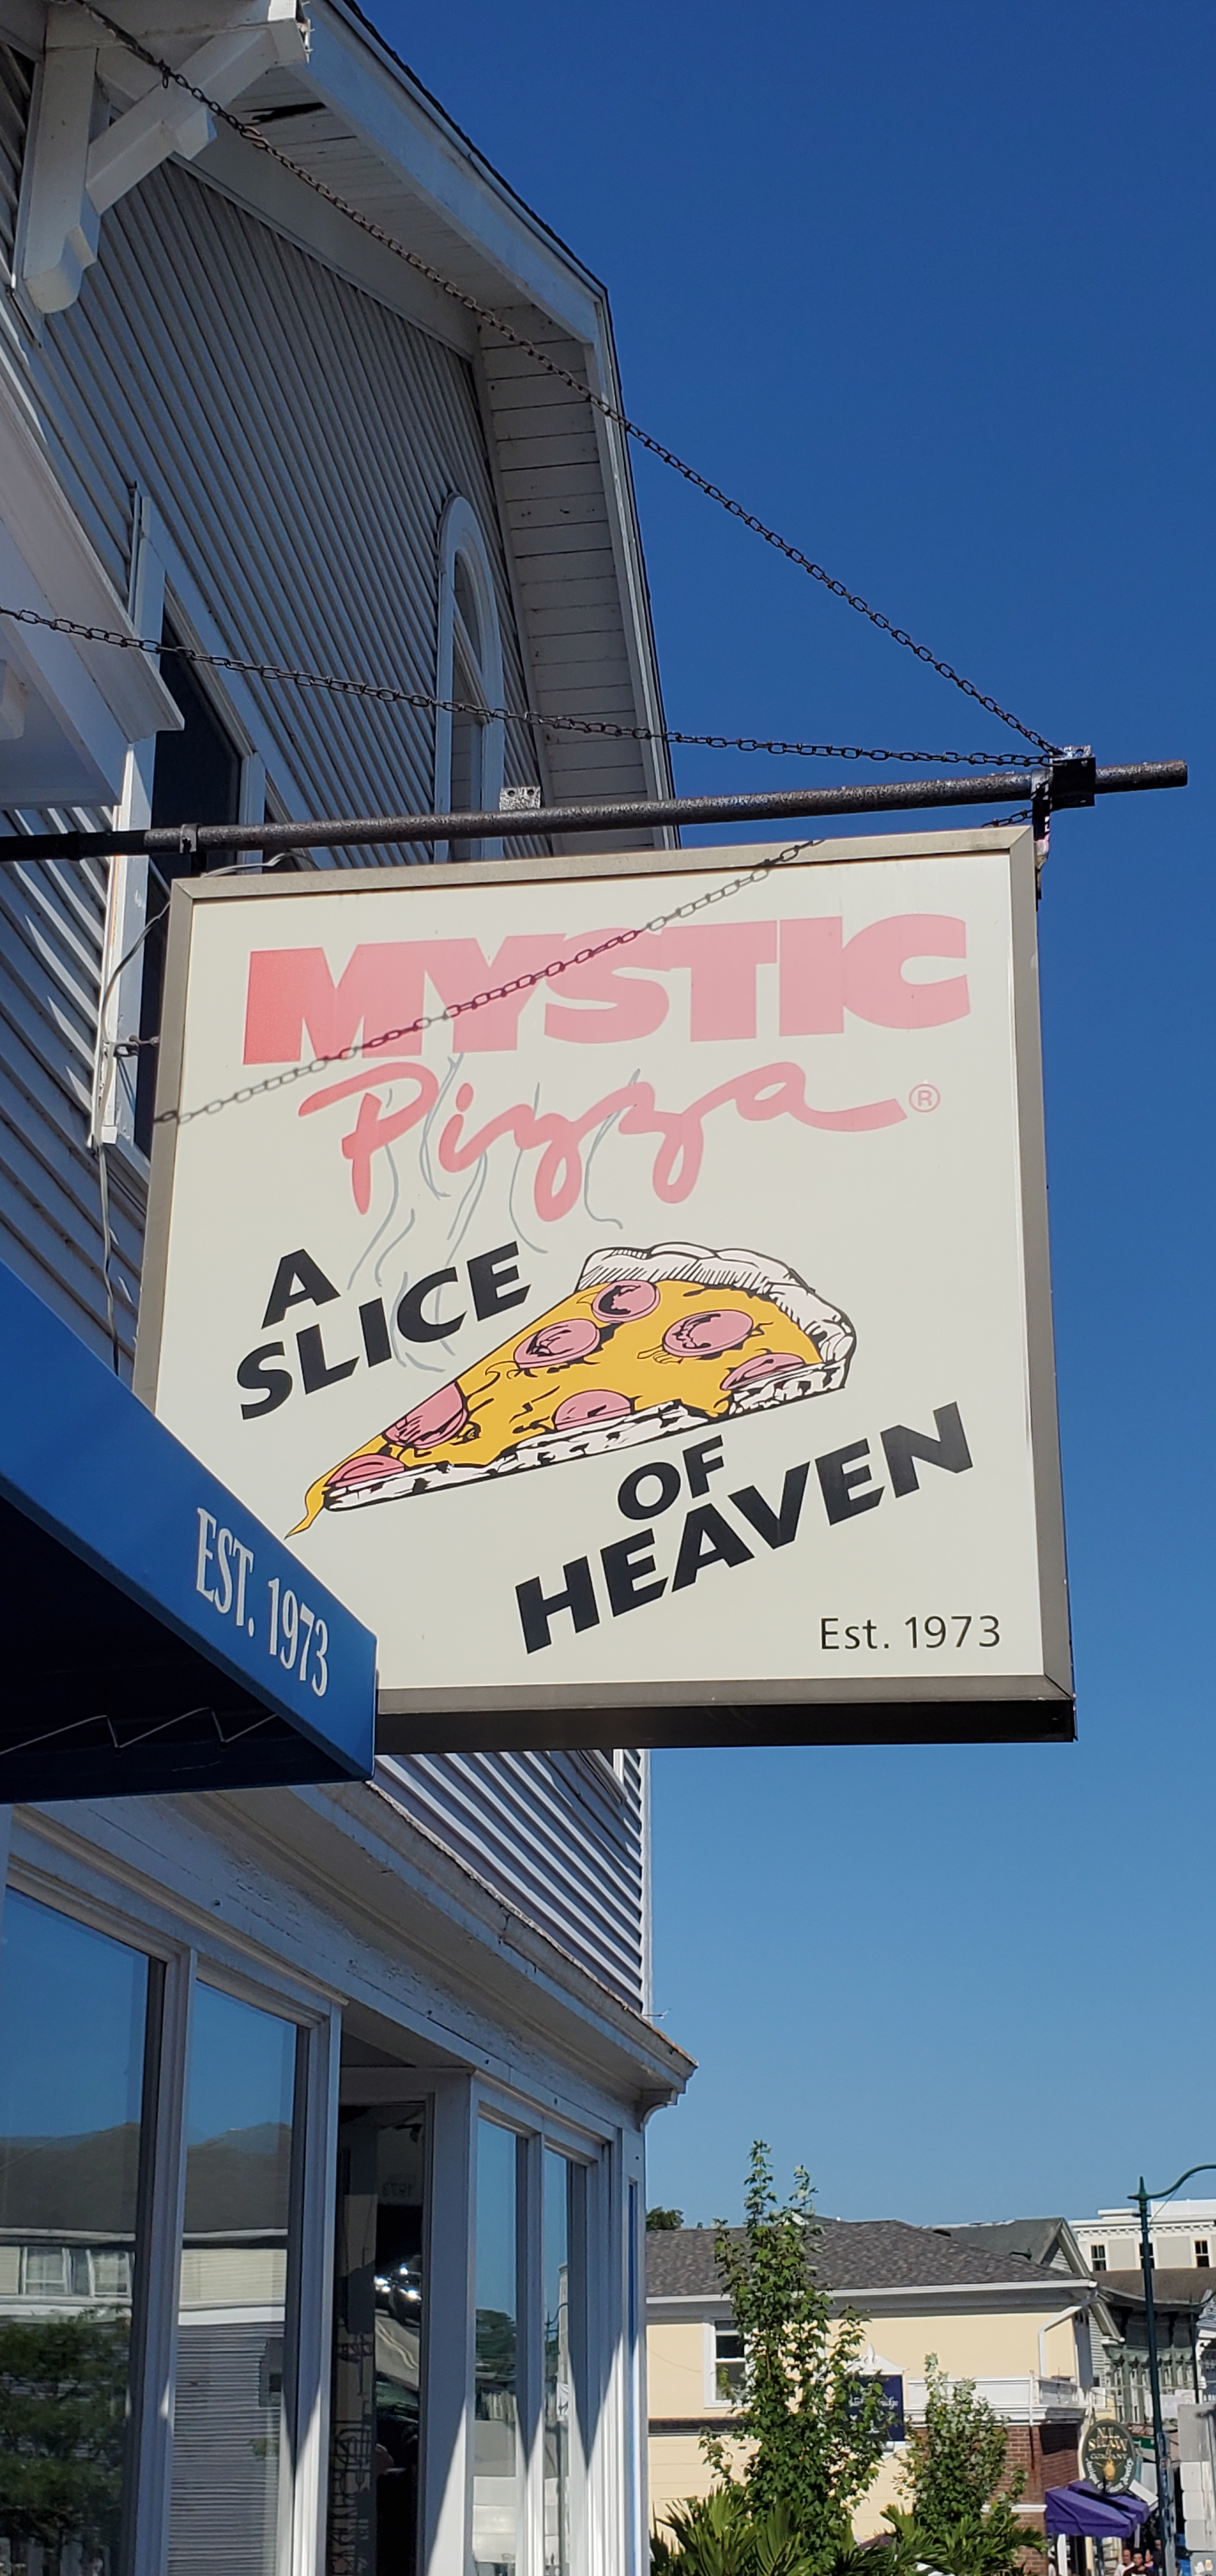 MYSTIC
Pizza®
A
SLICE
OF
HEAVEN
Est. 1973
EST. 1973